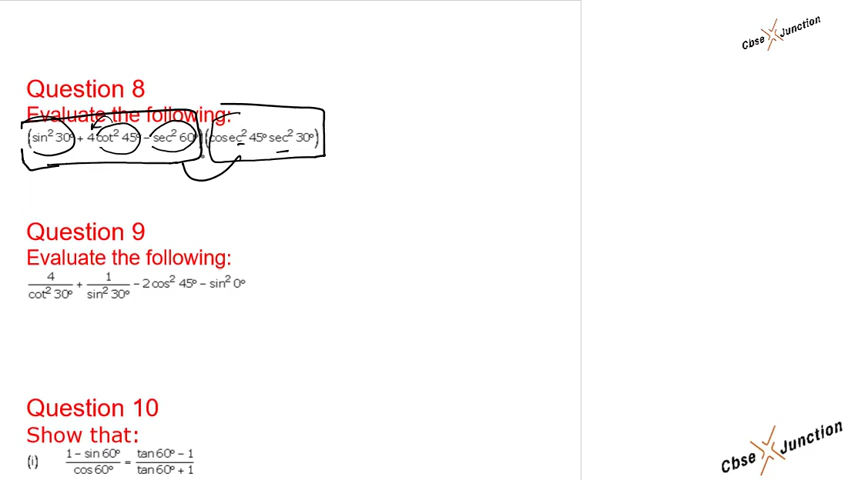 Cbse Junction
Question 8
Evaluate the following:
(sin² 30° + 4 cot² 45° − sec² 60°) (cosec² 45° sec² 30°)
Question 9
Evaluate the following:
4/cot² 30° + 1/sin² 30° − 2 cos² 45° − sin² 0°
Question 10
Show that:
(i) 1 − sin 60°/cos 60° = tan 60° − 1/tan 60° + 1
Cbse Junction